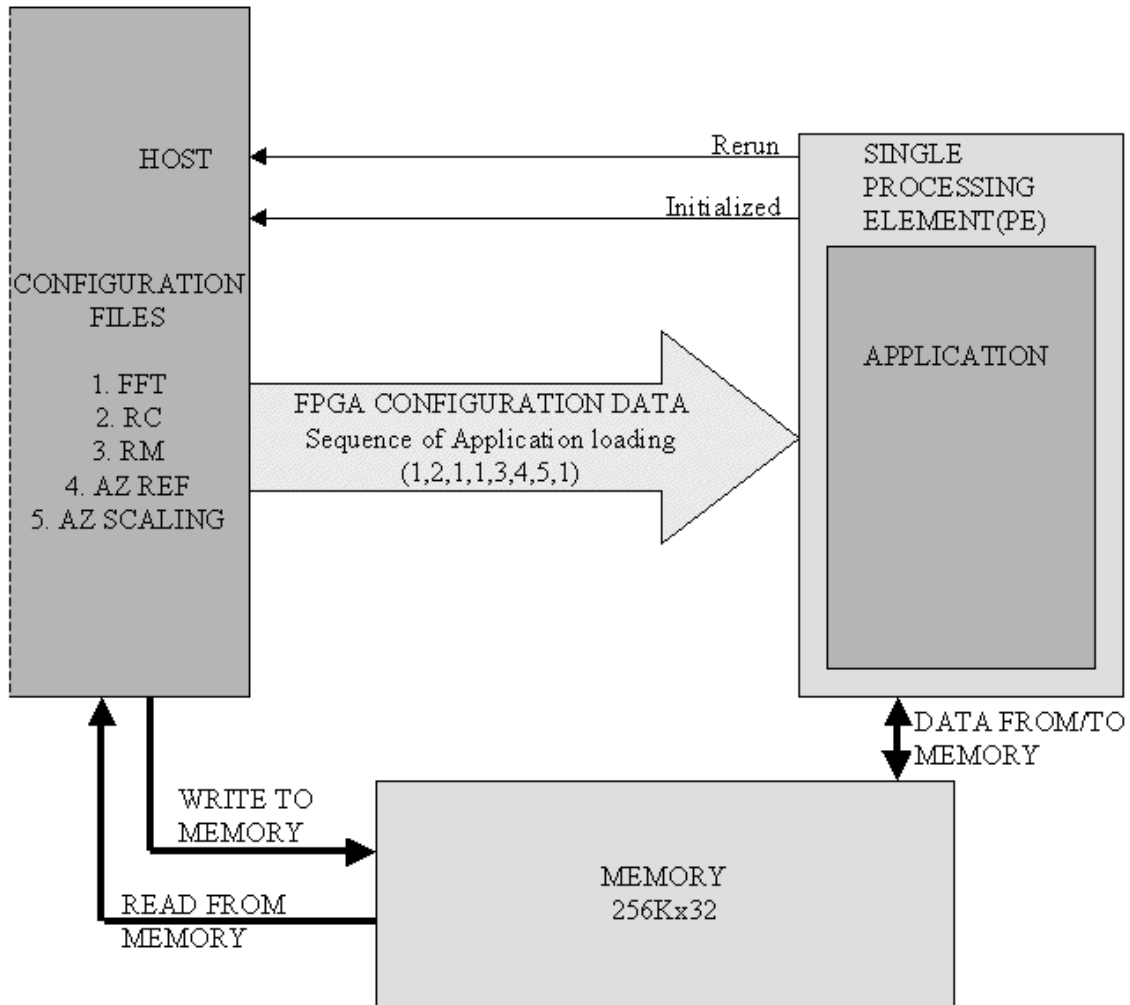 HOST
CONFIGURATION
FILES
1. FFT
2. RC
3. RM
4. AZ REF
5. AZ SCALING
Rerun
Initialized
FPGA CONFIGURATION DATA
Sequence of Application loading
(1,2,1,1,3,4,5,1)
SINGLE
PROCESSING
ELEMENT(PE)
APPLICATION
DATA FROM/TO
MEMORY
WRITE TO
MEMORY
READ FROM
MEMORY
MEMORY
256Kx32